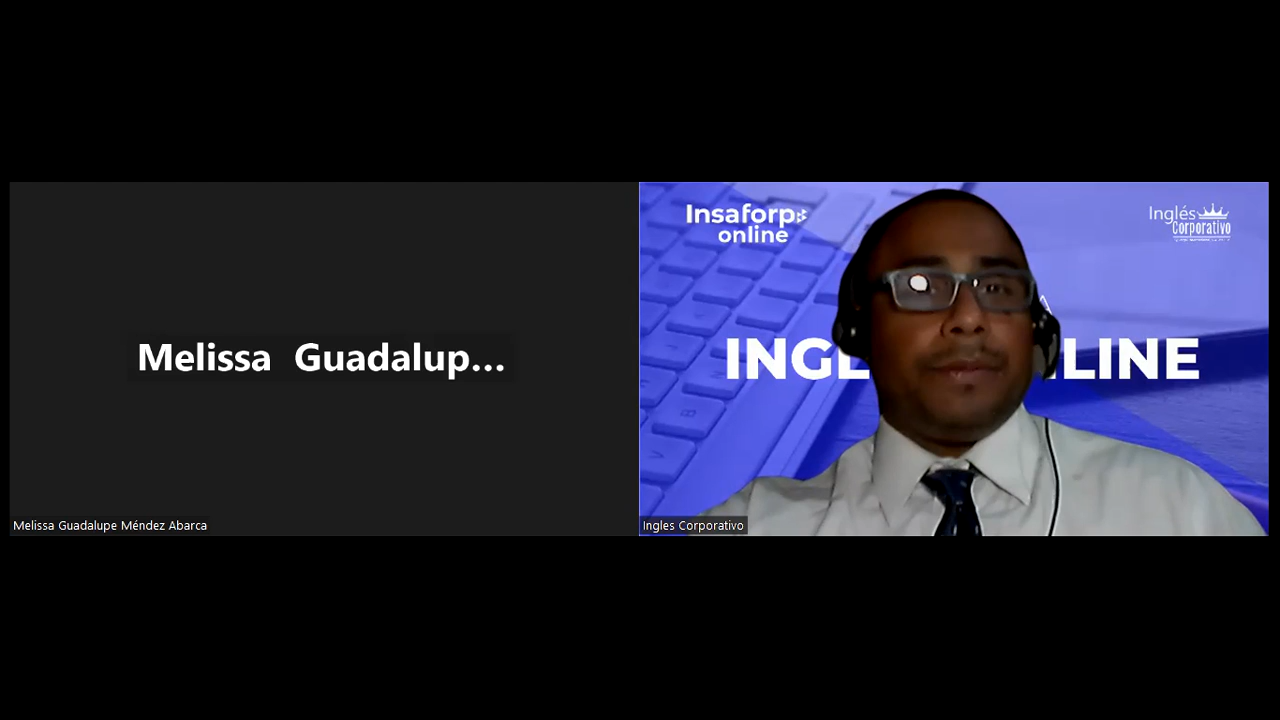 Melissa Guadalup...
Melissa Guadalupe Méndez Abarca
Insaforp
online
Inglés
Corporativo
INGL
LINE
Ingles Corporativo